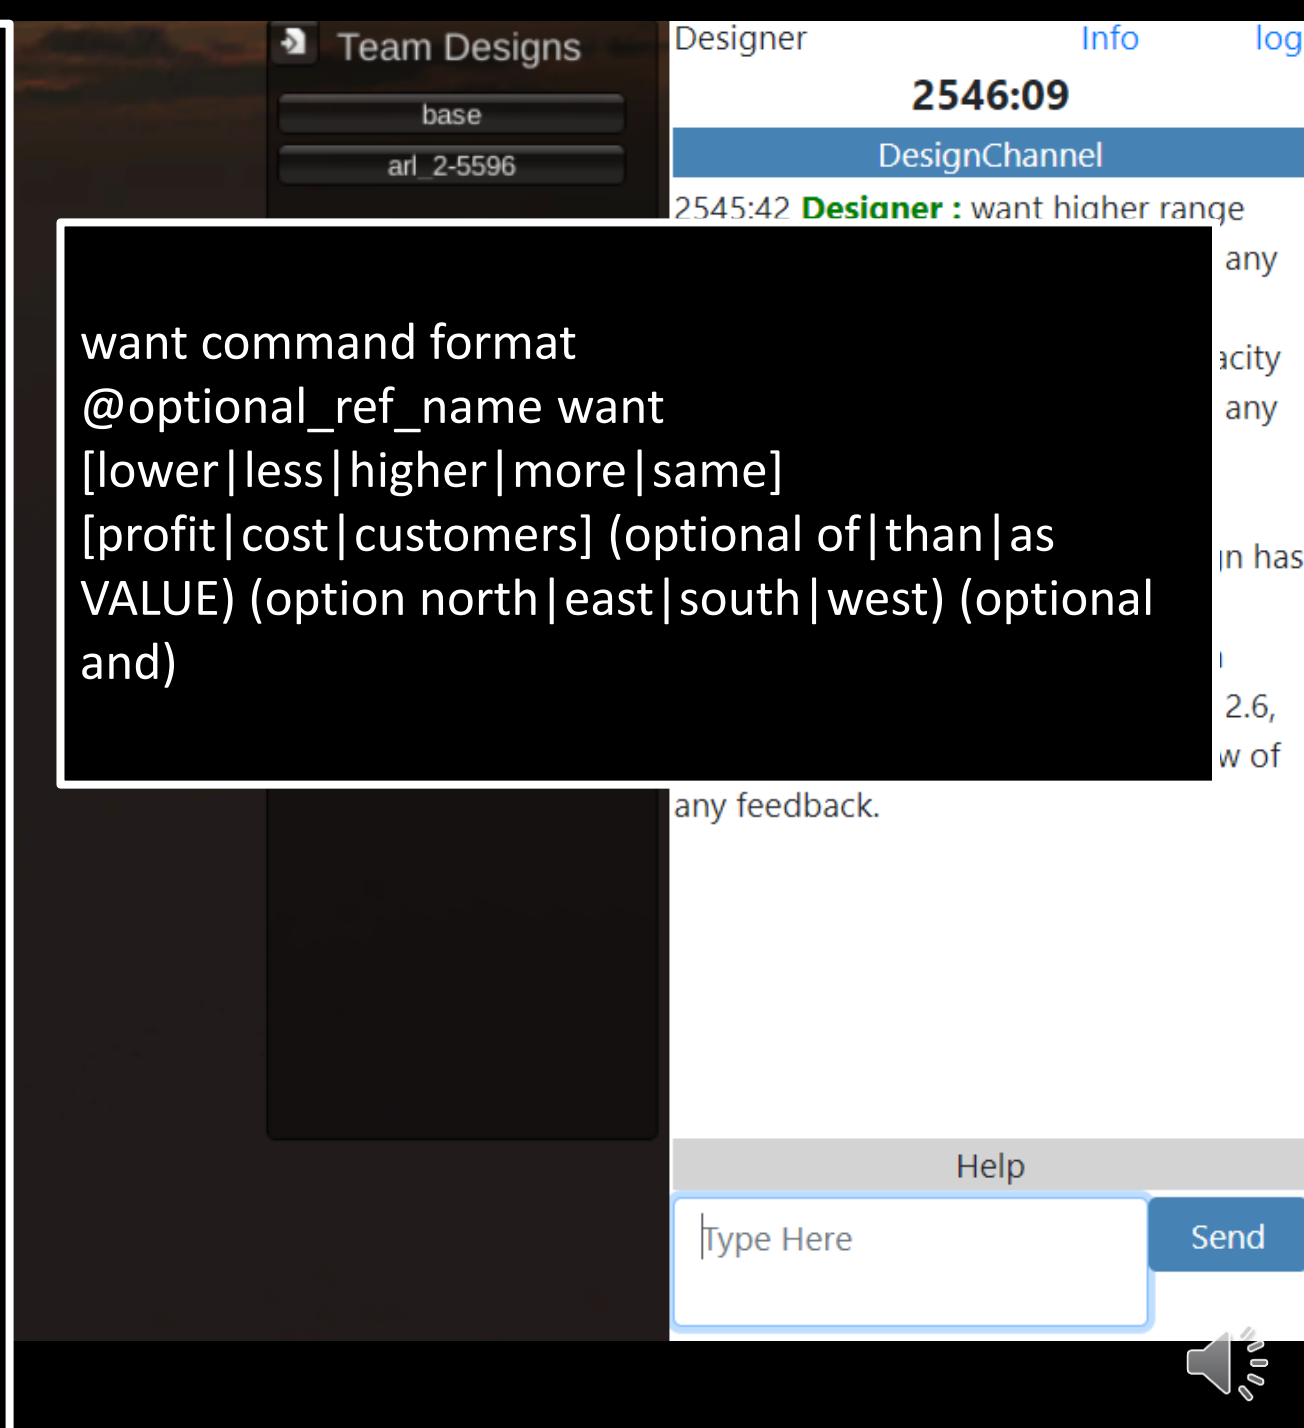 Team Designs
base
arl_2-5596
Designer Info log
2546:09
DesignChannel
2545:42 Designer : want higher range
any
any
want command format
@optional_ref_name want
[lower|less|higher|more|same]
[profit|cost|customers] (optional of|than|as
VALUE) (option north|east|south|west) (optional
and)
has
2.6,
of
any feedback.
Help
Type Here
Send